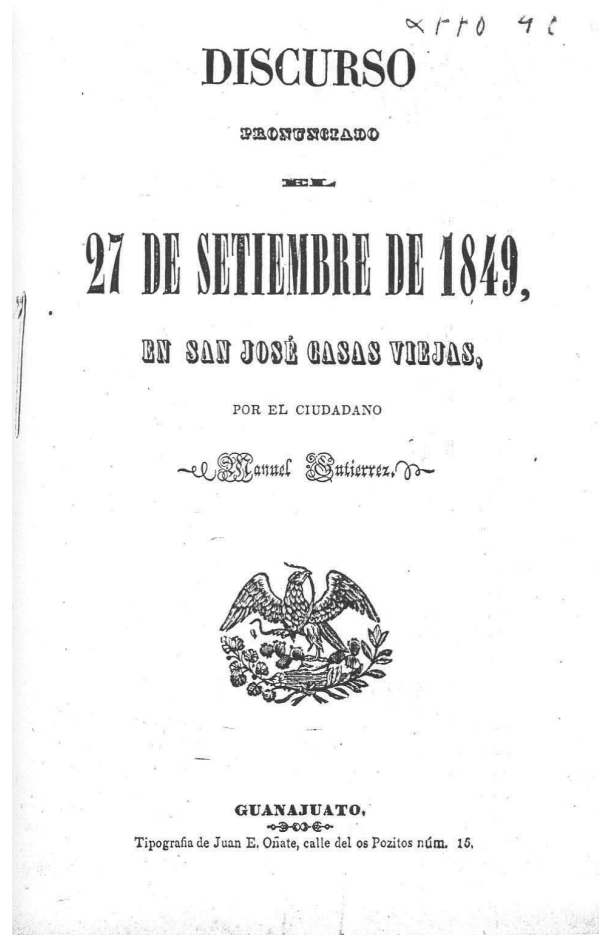 DISCURSO
PRONUNCIADO
EL
27 DE SETIEMBRE DE 1849,
EN SAN JOSÉ CASAS VIEJAS,
POR EL CIUDADANO
Manuel Gutierrez.
GUANAJUATO.
Tipografia de Juan E. Oñate, calle del os Pozitos núm. 15.